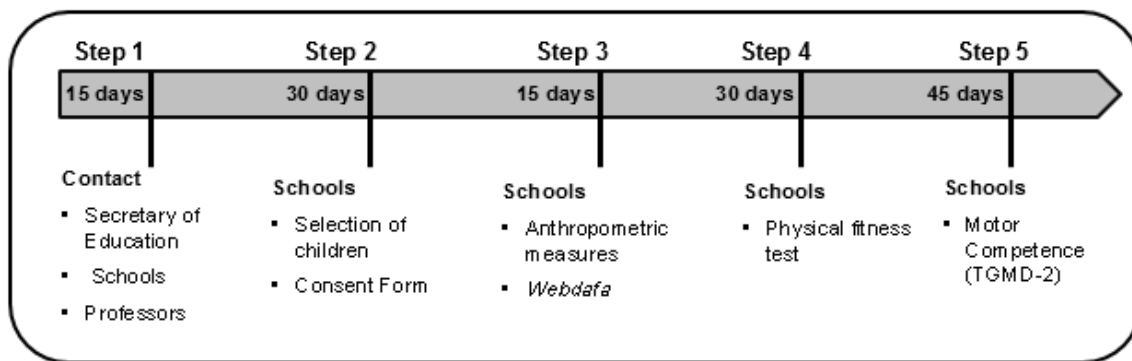 Step 1
Step 2
Step 3
Step 4
Step 5
15 days
30 days
15 days
30 days
45 days
Contact
▪ Secretary of
Education
▪ Schools
▪ Professors
Schools
▪ Selection of
children
▪ Consent Form
Schools
▪ Anthropometric
measures
▪ Webdafa
Schools
▪ Physical fitness
test
Schools
▪ Motor
Competence
(TGMD-2)